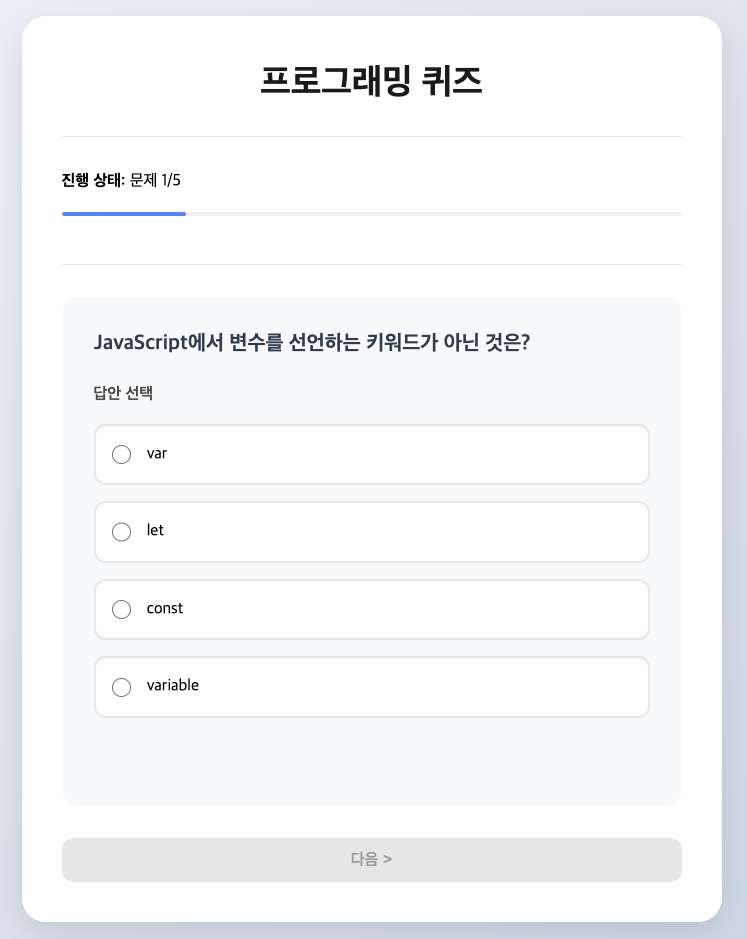 프로그래밍 퀴즈
진행 상태: 문제 1/5
JavaScript에서 변수를 선언하는 키워드가 아닌 것은?
답안 선택
var
let
const
variable
다음 >